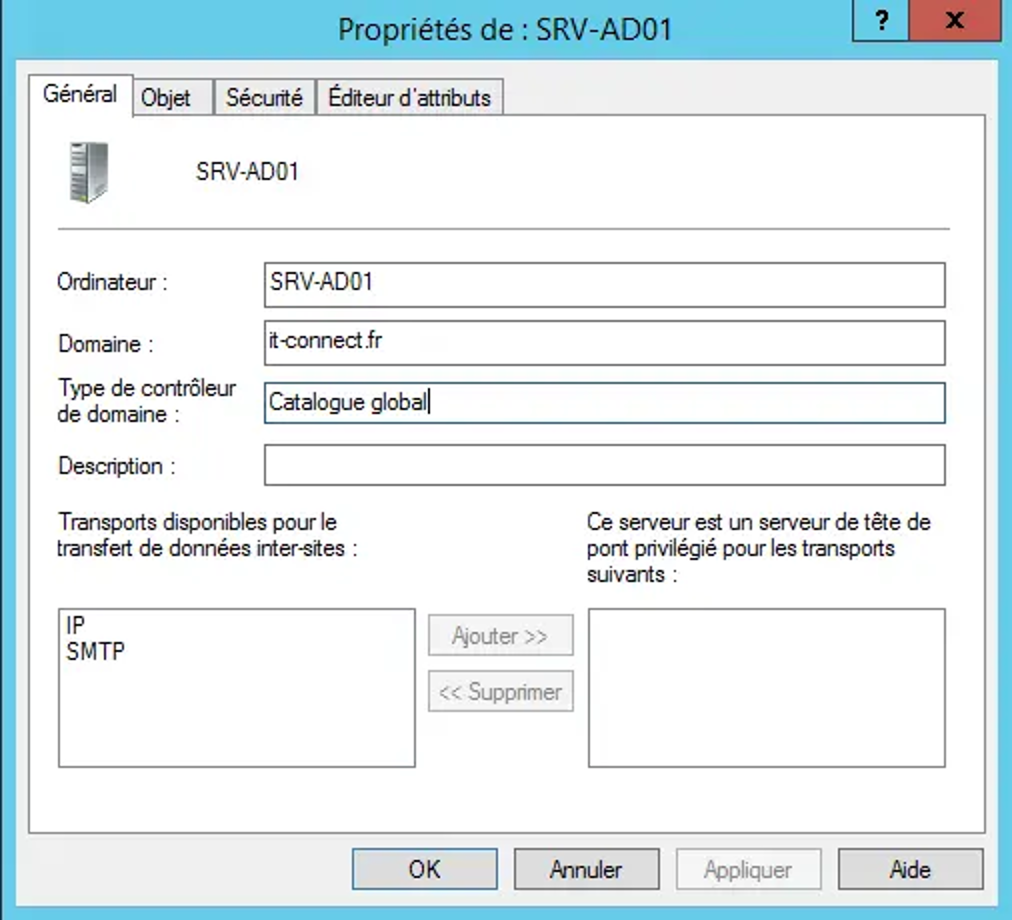 Propriétés de : SRV-AD01
?
x
Général
Objet
Sécurité
Éditeur d'attributs
SRV-AD01
Ordinateur :
SRV-AD01
Domaine :
it-connect.fr
Type de contrôleur
de domaine :
Catalogue global
Description :
Transports disponibles pour le
transfert de données inter-sites :
Ce serveur est un serveur de tête de
pont privilégié pour les transports
suivants :
IP
SMTP
Ajouter >>
<< Supprimer
OK
Annuler
Appliquer
Aide